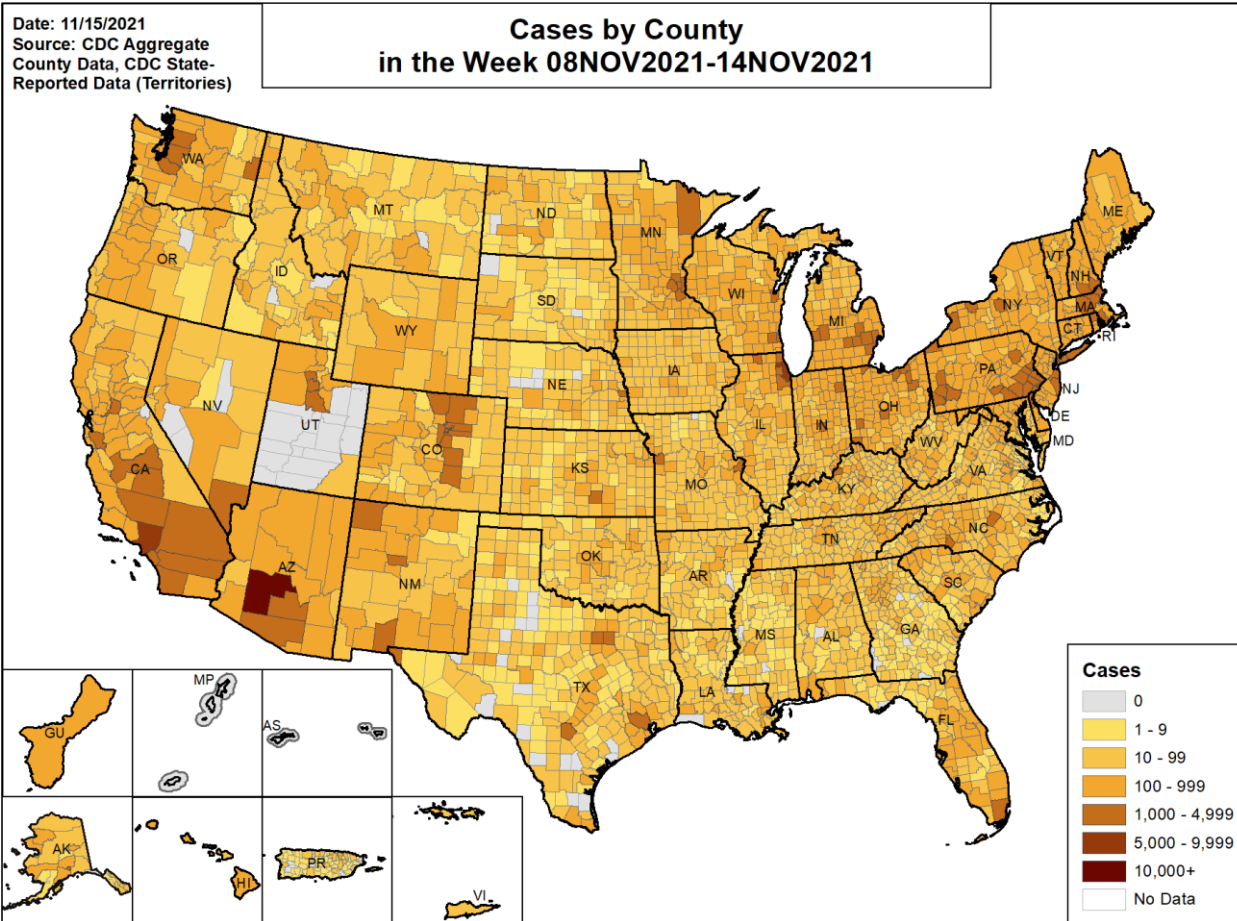 Date: 11/15/2021
Source: CDC Aggregate
County Data, CDC State-
Reported Data (Territories)
Cases by County
in the Week 08NOV2021-14NOV2021
WA
MT
ND
MN
ME
OR
ID
SD
WI
MI
VT
NH
NY
MA
CT
RI
WY
IA
NE
PA
NJ
NV
UT
CO
IL
IN
OH
DE
MD
WV
VA
CA
KS
MO
KY
NC
TN
AZ
NM
OK
AR
SC
MS
AL
GA
TX
LA
FL
GU
MP
AS
AK
HI
PR
VI
Cases
0
1 - 9
10 - 99
100 - 999
1,000 - 4,999
5,000 - 9,999
10,000+
No Data